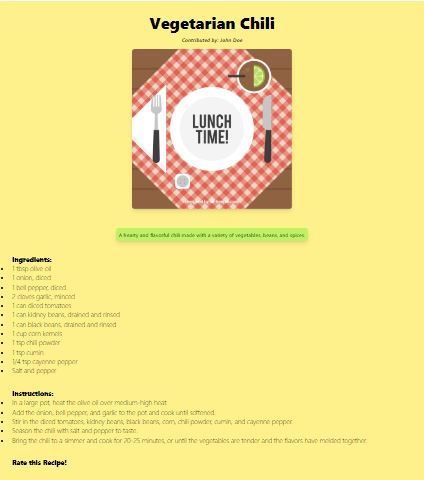 Vegetarian Chili
Contributed by: John Doe
LUNCH
TIME!
A hearty and flavorful chili made with a variety of vegetables, beans, and spices.
Ingredients:
1 tbsp olive oil
1 onion, diced
1 bell pepper, diced
2 cloves garlic, minced
1 can diced tomatoes
1 can kidney beans, drained and rinsed
1 can black beans, drained and rinsed
1 cup corn kernels
1 tsp chili powder
1 tsp cumin
1/4 tsp cayenne pepper
Salt and pepper
Instructions:
In a large pot, heat the olive oil over medium-high heat.
Add the onion, bell pepper, and garlic to the pot and cook until softened.
Stir in the diced tomatoes, kidney beans, black beans, corn, chili powder, cumin, and cayenne pepper.
Season the chili with salt and pepper to taste.
Bring the chili to a simmer and cook for 20-25 minutes, or until the vegetables are tender and the flavors have melded together.
Rate this Recipe!